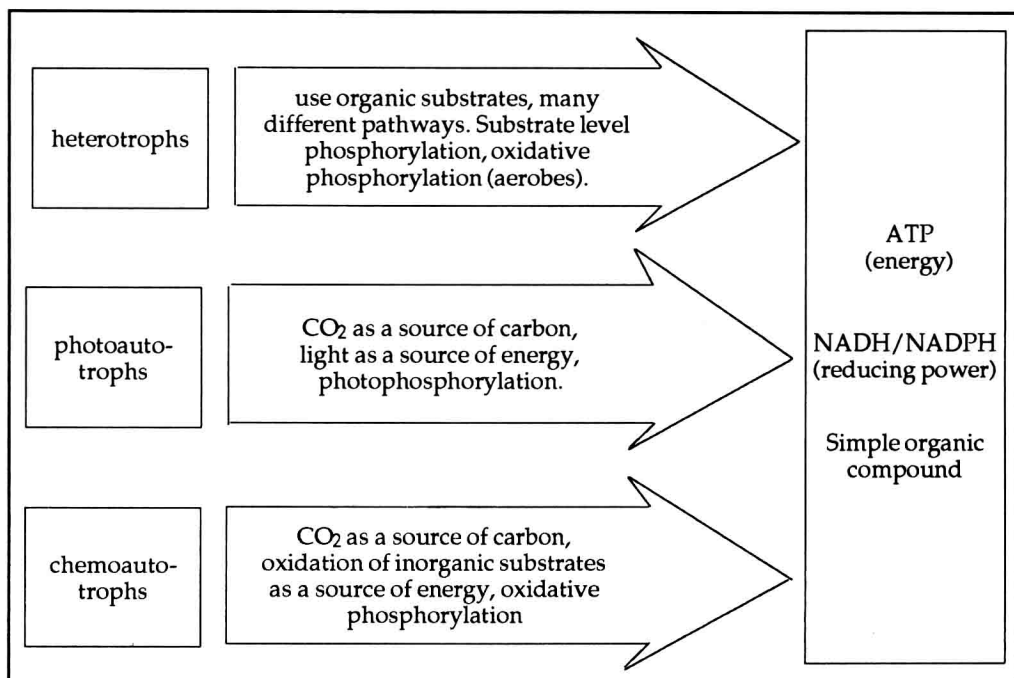 heterotrophs
use organic substrates, many
different pathways. Substrate level
phosphorylation, oxidative
phosphorylation (aerobes).
photoauto-
trophs
CO₂ as a source of carbon,
light as a source of energy,
photophosphorylation.
chemoauto-
trophs
CO₂ as a source of carbon,
oxidation of inorganic substrates
as a source of energy, oxidative
phosphorylation
ATP
(energy)
NADH/NADPH
(reducing power)
Simple organic
compound